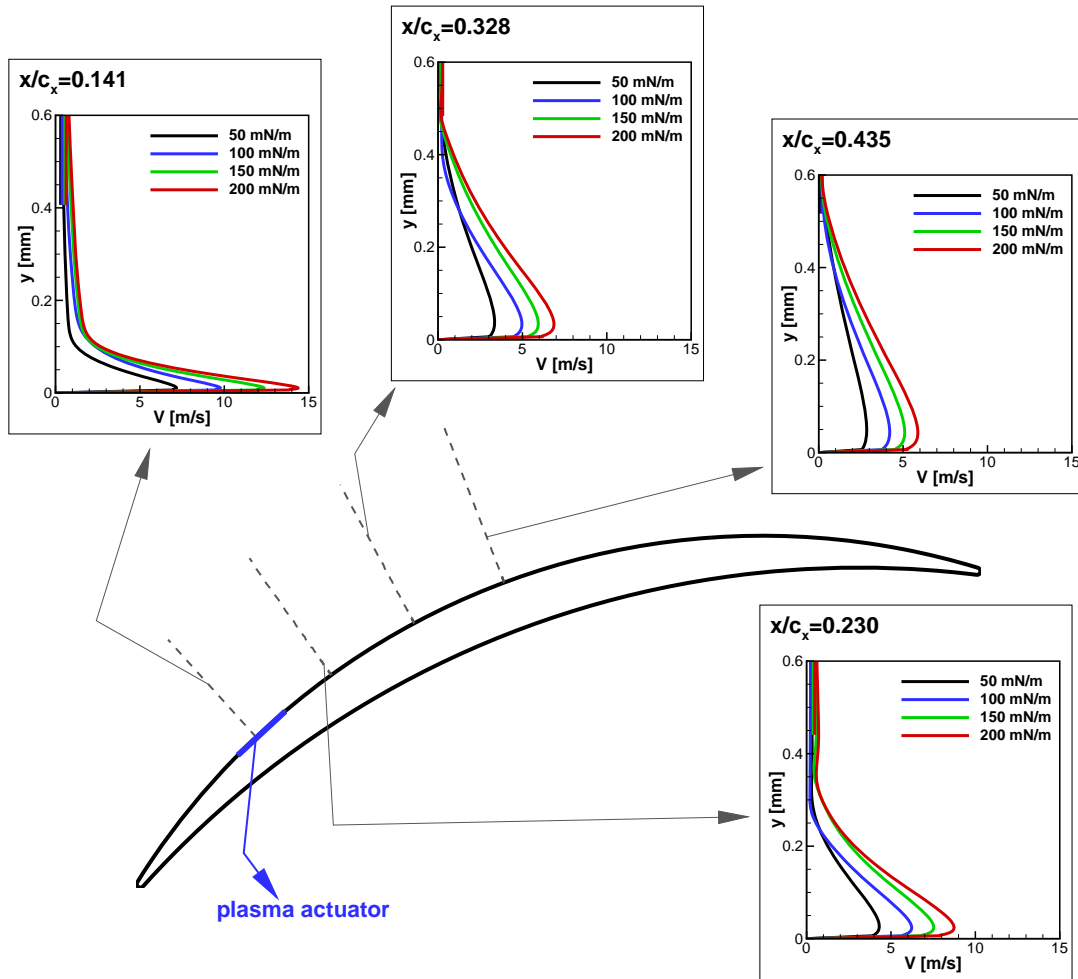 x/cx=0.328
0.6
0.4
0.2
0
y [mm]
50 mN/m
100 mN/m
150 mN/m
200 mN/m
0 5 10 15
V [m/s]
x/cx=0.141
0.6
0.4
0.2
0
y [mm]
50 mN/m
100 mN/m
150 mN/m
200 mN/m
0 5 10 15
V [m/s]
x/cx=0.435
0.6
0.4
0.2
0
y [mm]
50 mN/m
100 mN/m
150 mN/m
200 mN/m
0 5 10 15
V [m/s]
x/cx=0.230
0.6
0.4
0.2
0
y [mm]
50 mN/m
100 mN/m
150 mN/m
200 mN/m
0 5 10 15
V [m/s]
plasma actuator